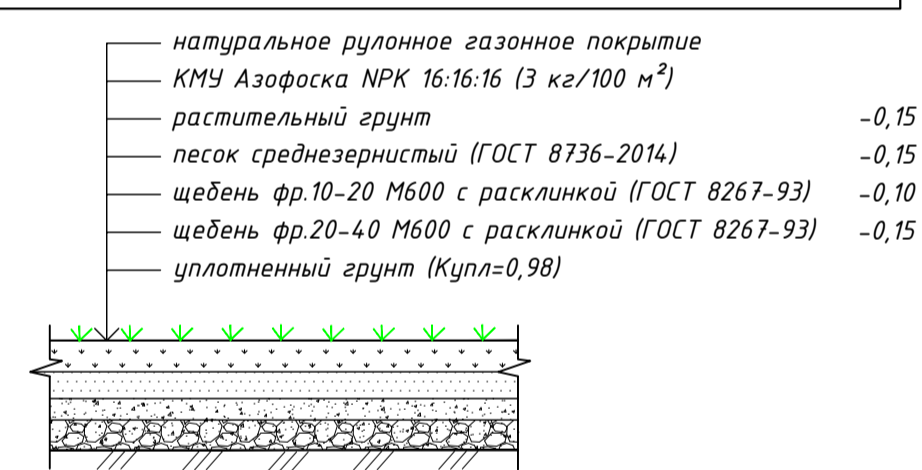 натуральное рулонное газонное покрытие
КМУ Азофоска NPK 16:16:16 (3 кг/100 м²)
растительный грунт -0,15
песок среднезернистый (ГОСТ 8736-2014) -0,15
щебень фр.10-20 М600 с расклинкой (ГОСТ 8267-93) -0,10
щебень фр.20-40 М600 с расклинкой (ГОСТ 8267-93) -0,15
уплотненный грунт (Купл=0,98)